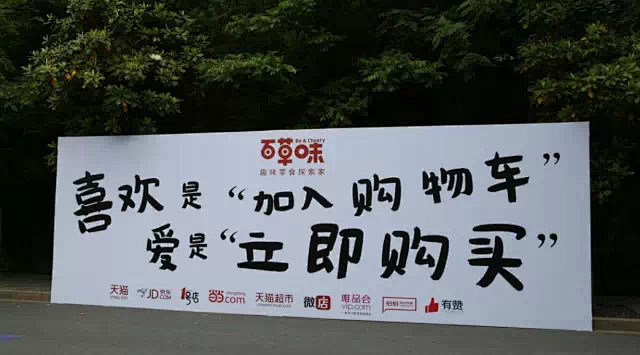 Be & Cheery
百草味
趣味零食探索家
喜欢是“加入购物车”
爱是“立即购买”
天猫 JD 京东 .COM 1号店 当当.com 天猫超市 微店 唯品会 vip.com 有赞